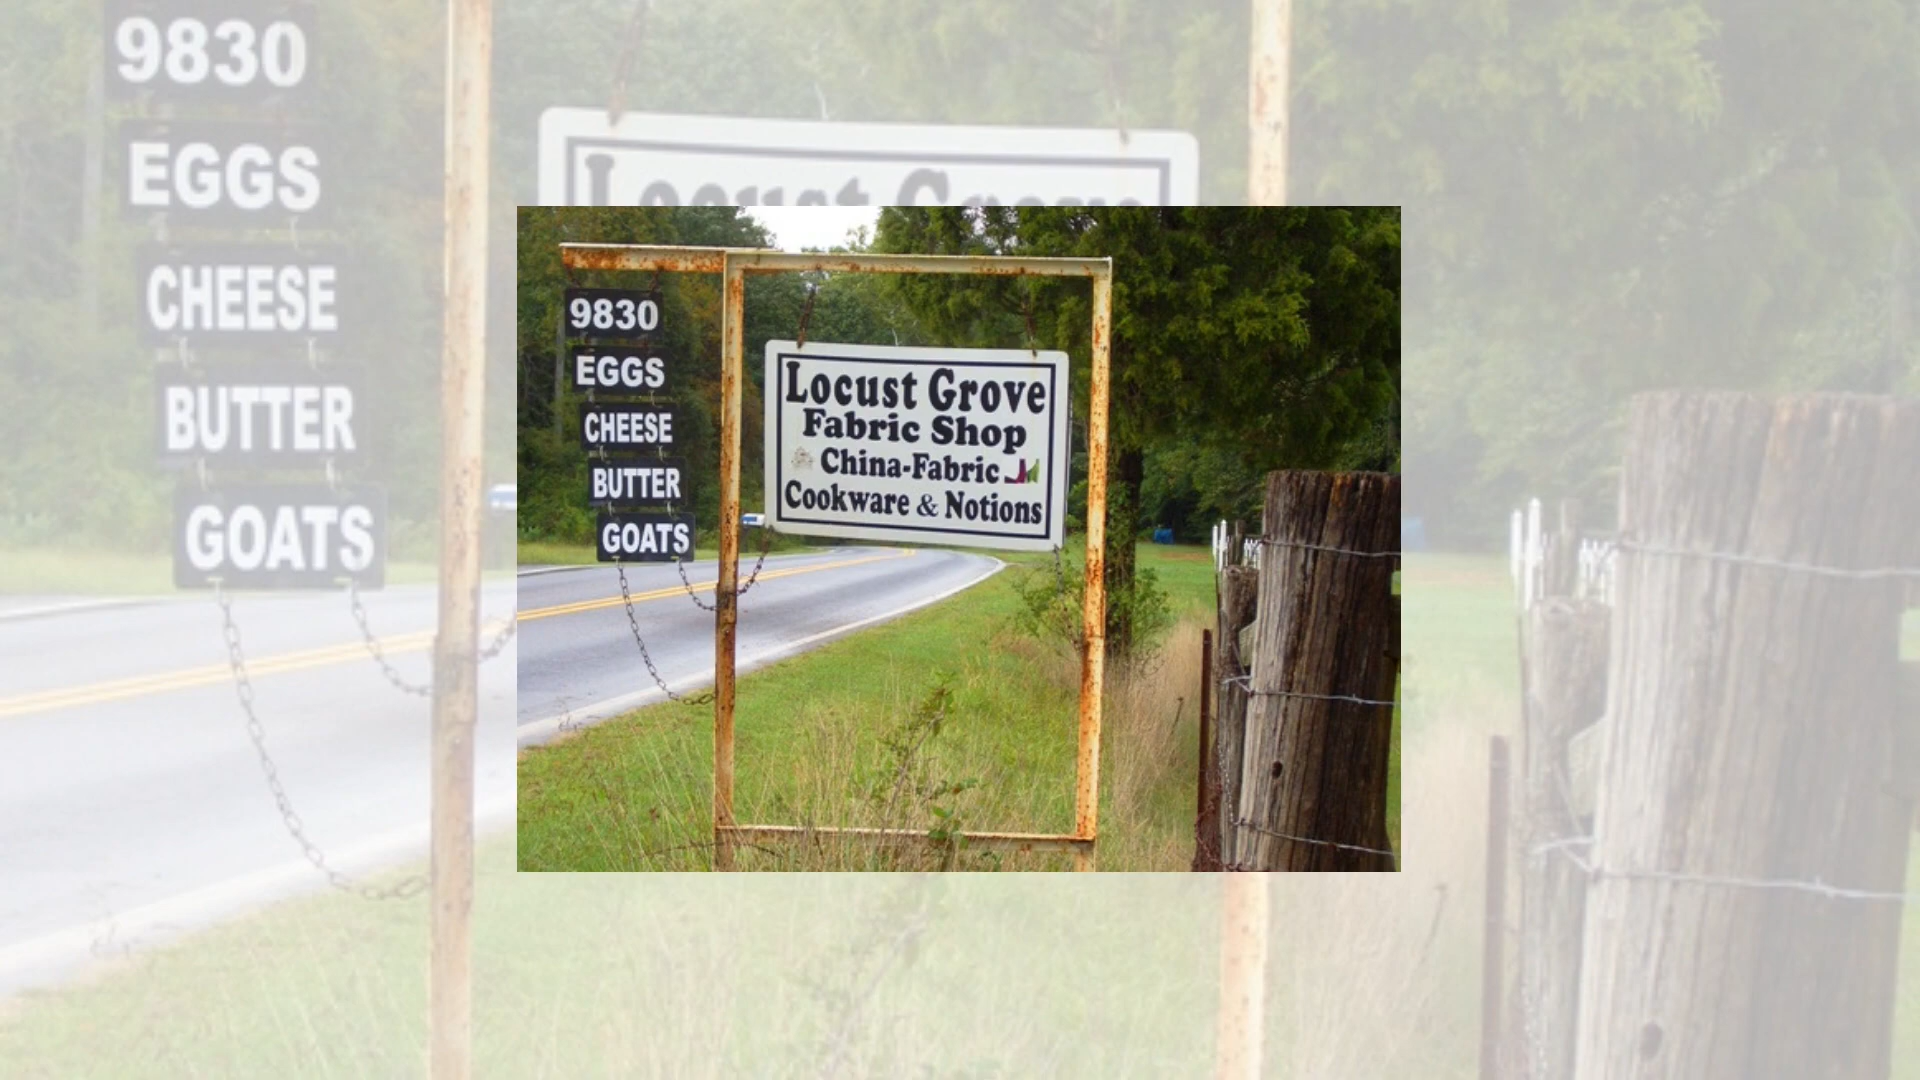 9830
EGGS
CHEESE
BUTTER
GOATS
Locust Grove
Fabric Shop
China-Fabric
Cookware & Notions